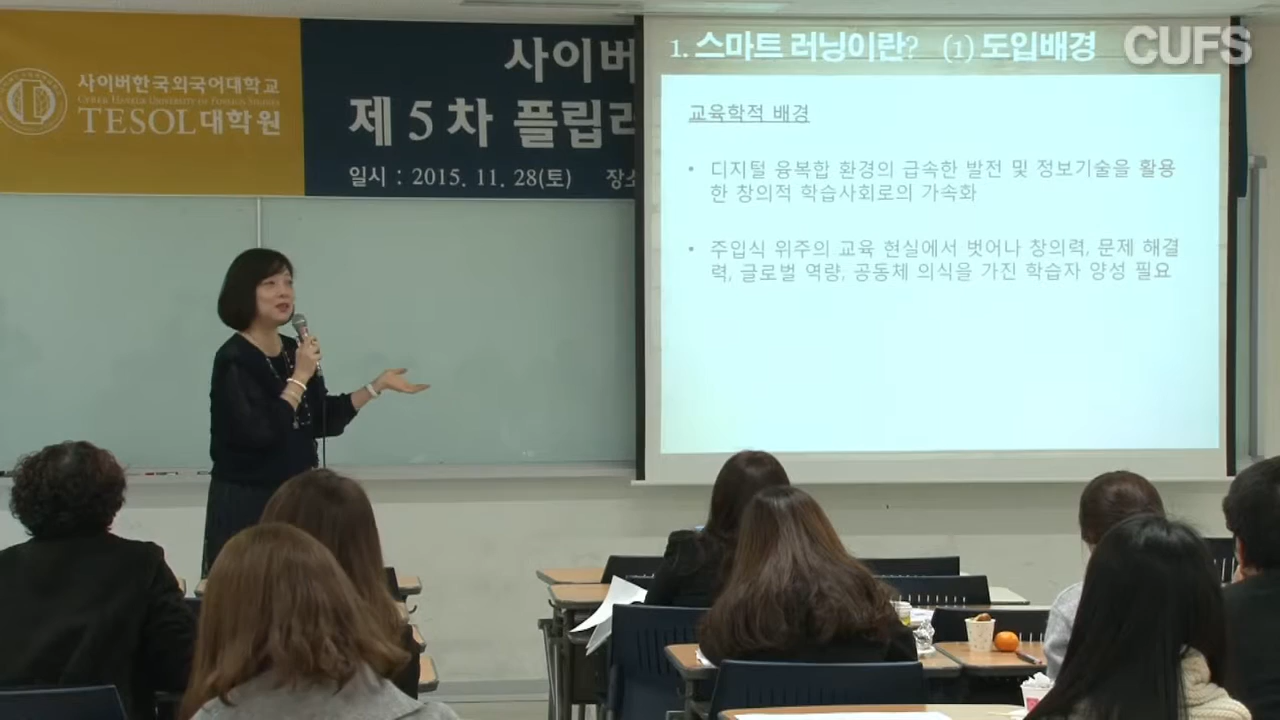 사이버한국외국어대학교
CYBER HANKUK UNIVERSITY OF FOREIGN STUDIES
TESOL대학원
사이버
제5차 플립러
일시 : 2015. 11. 28(토) 장소
1. 스마트 러닝이란? (1) 도입배경
CUFS
교육학적 배경
• 디지털 융복합 환경의 급속한 발전 및 정보기술을 활용
한 창의적 학습사회로의 가속화
• 주입식 위주의 교육 현실에서 벗어나 창의력, 문제 해결
력, 글로벌 역량, 공동체 의식을 가진 학습자 양성 필요